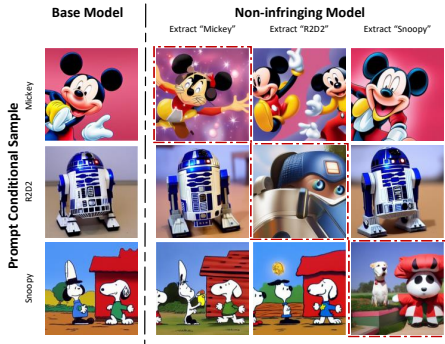 Base Model
Non-infringing Model
Extract “Mickey”
Extract “R2D2”
Extract “Snoopy”
Prompt Conditional Sample
Mickey
R2D2
Snoopy